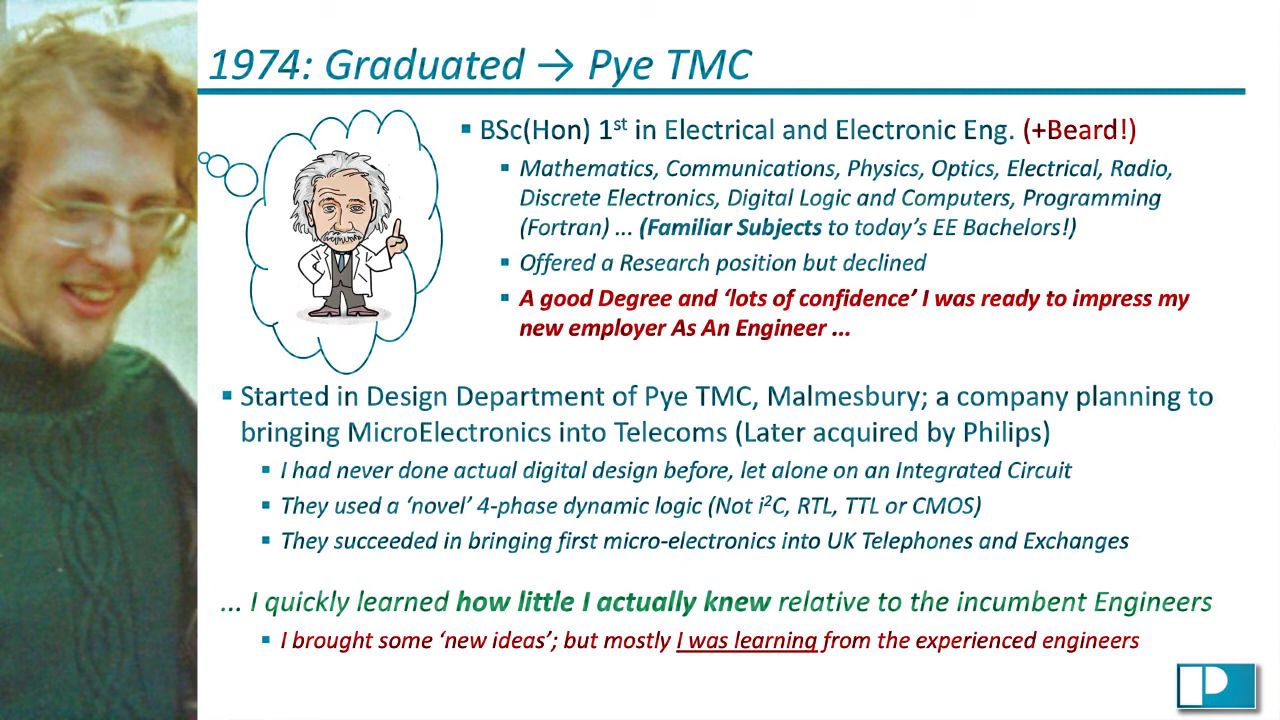 1974: Graduated → Pye TMC
▪ BSc(Hon) 1st in Electrical and Electronic Eng. (+Beard!)
▪ Mathematics, Communications, Physics, Optics, Electrical, Radio,
Discrete Electronics, Digital Logic and Computers, Programming
(Fortran) ... (Familiar Subjects to today's EE Bachelors!)
▪ Offered a Research position but declined
▪ A good Degree and 'lots of confidence' I was ready to impress my
new employer As An Engineer ...
▪ Started in Design Department of Pye TMC, Malmesbury; a company planning to
bringing MicroElectronics into Telecoms (Later acquired by Philips)
▪ I had never done actual digital design before, let alone on an Integrated Circuit
▪ They used a 'novel' 4-phase dynamic logic (Not i²C, RTL, TTL or CMOS)
▪ They succeeded in bringing first micro-electronics into UK Telephones and Exchanges
... I quickly learned how little I actually knew relative to the incumbent Engineers
▪ I brought some 'new ideas'; but mostly I was learning from the experienced engineers
P